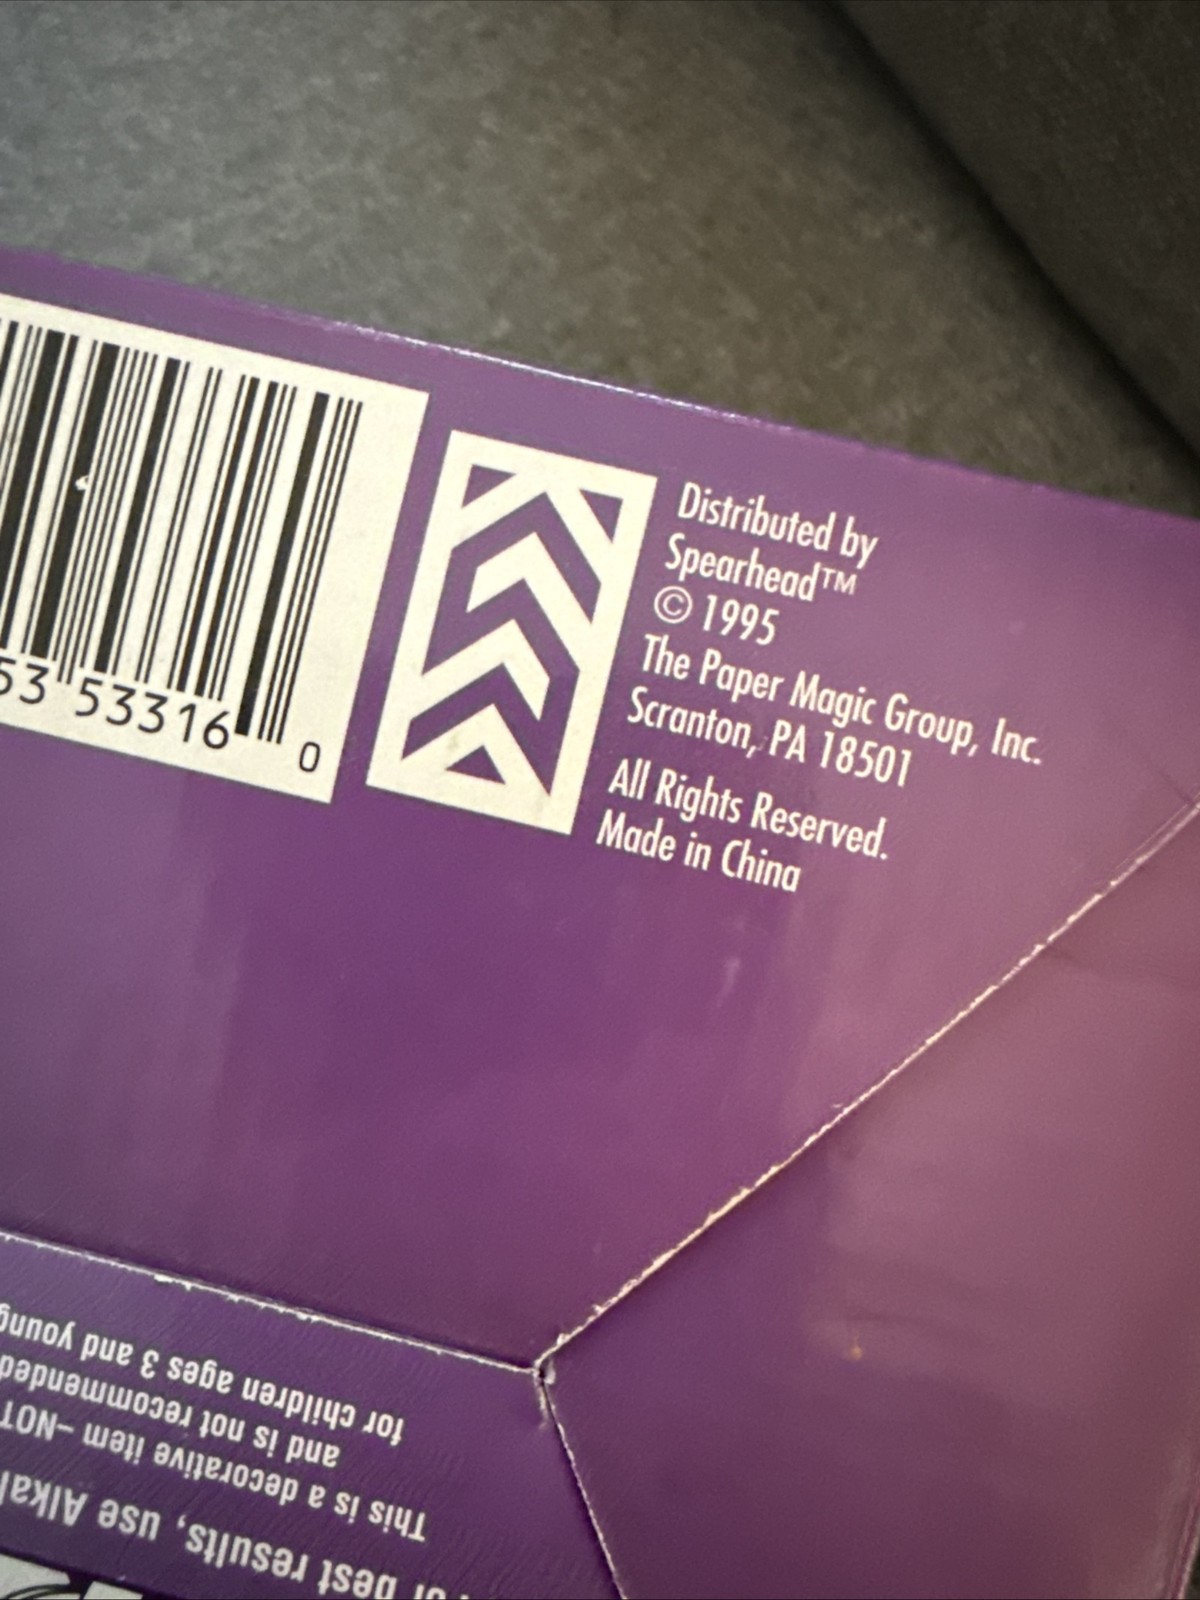 53 53316 0
Distributed by
Spearhead™
© 1995
The Paper Magic Group, Inc.
Scranton, PA 18501
All Rights Reserved.
Made in China
best results, use
This is a decorative item –NOT
and is not recommended
for children ages 3 and